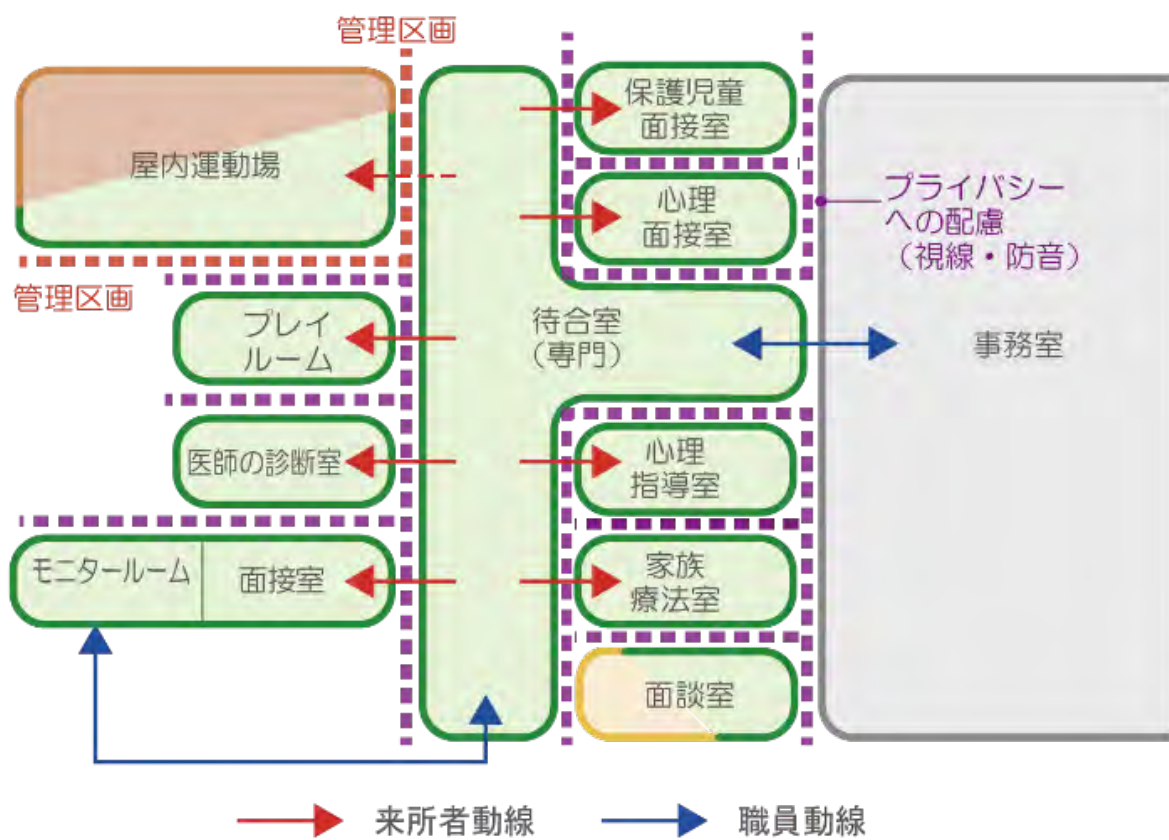 管理区画
屋内運動場
管理区画
プレイ
ルーム
医師の診断室
モニタールーム
面接室
待合室
（専門）
保護児童
面接室
心理
面接室
心理
指導室
家族
療法室
面談室
プライバシー
への配慮
（視線・防音）
事務室
来所者動線
職員動線